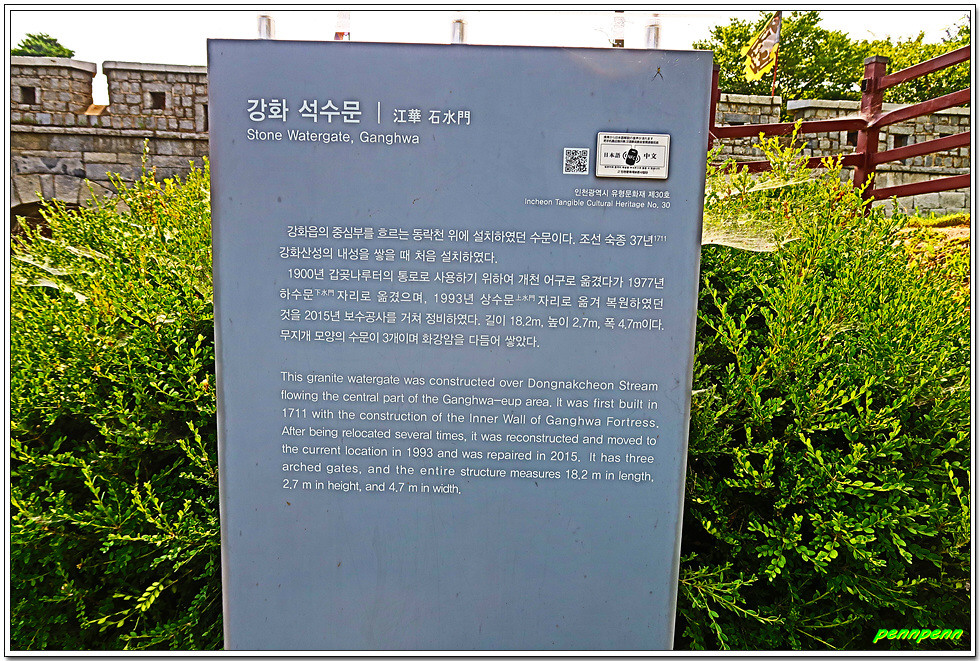 강화 석수문 | 江華 石水門
Stone Watergate, Ganghwa
日本語
中文
인천광역시 유형문화재 제30호
Incheon Tangible Cultural Heritage No. 30
강화읍의 중심부를 흐르는 동락천 위에 설치하였던 수문이다. 조선 숙종 37년1711
강화산성의 내성을 쌓을 때 처음 설치하였다.
1900년 갑곶나루터의 통로로 사용하기 위하여 개천 어구로 옮겼다가 1977년
하수문下水門 자리로 옮겼으며, 1993년 상수문上水門 자리로 옮겨 복원하였던
것을 2015년 보수공사를 거쳐 정비하였다. 길이 18.2m, 높이 2.7m, 폭 4.7m이다.
무지개 모양의 수문이 3개이며 화강암을 다듬어 쌓았다.
This granite watergate was constructed over Dongnakcheon Stream
flowing the central part of the Ganghwa-eup area. It was first built in
1711 with the construction of the Inner Wall of Ganghwa Fortress.
After being relocated several times, it was reconstructed and moved to
the current location in 1993 and was repaired in 2015. It has three
arched gates, and the entire structure measures 18.2 m in length,
2.7 m in height, and 4.7 m in width.
pennpenn